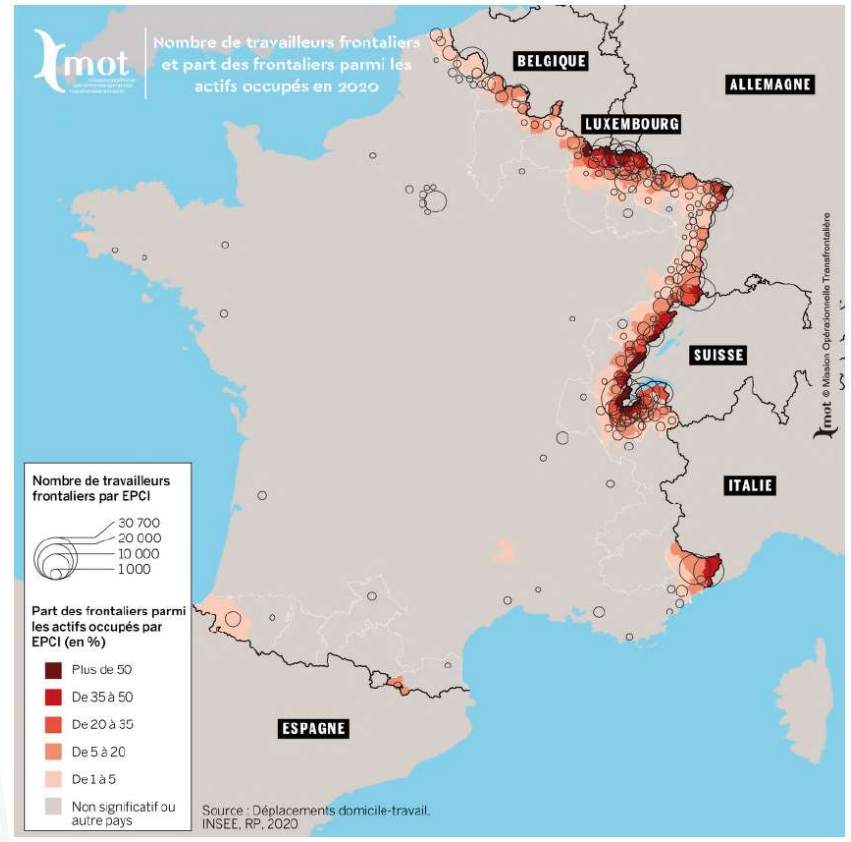 mot
Nombre de travailleurs frontaliers
et part des frontaliers parmi les
actifs occupés en 2020
BELGIQUE
ALLEMAGNE
LUXEMBOURG
SUISSE
ITALIE
ESPAGNE
mot © Mission Opérationnelle Transfrontalière
Nombre de travailleurs
frontaliers par EPCI
30 700
20 000
10 000
1 000
Part des frontaliers parmi
les actifs occupés par
EPCI (en %)
Plus de 50
De 35 à 50
De 20 à 35
De 5 à 20
De 1 à 5
Non significatif ou
autre pays
Source : Déplacements domicile-travail,
INSEE, RP, 2020